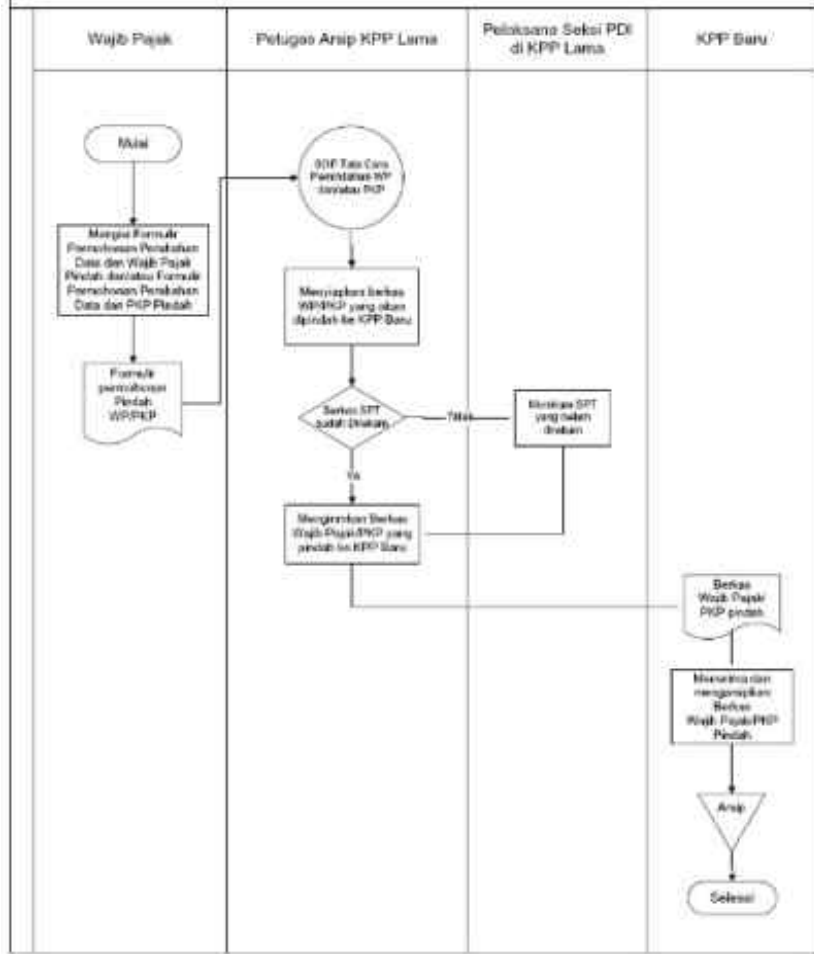 Wajib Pajak
Petugas Arsip KPP Lama
Pelaksana Seksi PDI
di KPP Lama
KPP Baru
Mulai
Mengisi Formulir
Permohonan Perubahan
Data dan Wajib Pajak
Pindah dan/atau Formulir
Permohonan Perubahan
Data dan PKP Pindah
Formulir
permohonan
Pindah
WP/PKP
SOP Tata Cara
Pemindahan WP
dan/atau PKP
Menyiapkan berkas
WP/PKP yang akan
dipindah ke KPP Baru
Berkas SPT
sudah Direkam
Tidak
Merekam SPT
yang belum
direkam
Ya
Mengirimkan Berkas
Wajib Pajak/PKP yang
pindah ke KPP Baru
Berkas
Wajib Pajak/
PKP pindah
Menerima dan
mengarsipkan
Berkas
Wajib Pajak/PKP
Pindah
Arsip
Selesai